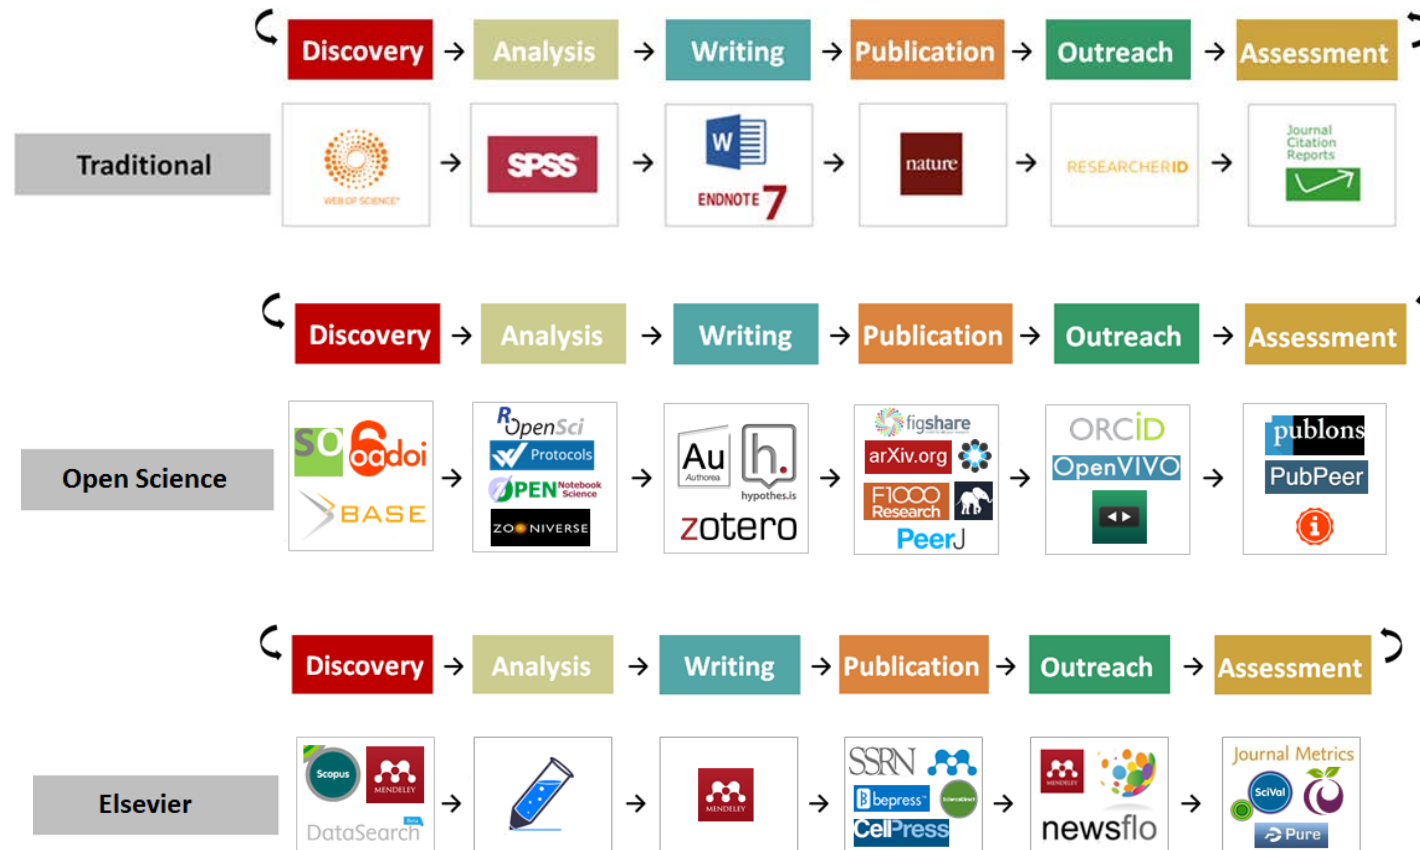 Discovery → Analysis → Writing → Publication → Outreach → Assessment
Traditional
WEB OF SCIENCE™
SPSS
W
ENDNOTE 7
nature
RESEARCHERID
Journal
Citation
Reports
Discovery → Analysis → Writing → Publication → Outreach → Assessment
Open Science
so
oadoi
BASE
R
OpenSci
Protocols
OPEN Notebook
Science
ZOONIVERSE
Au
Authorea
h.
hypothes.is
zotero
figshare
arXiv.org
F1000
Research
PeerJ
ORCiD
OpenVIVO
publons
PubPeer
i
Discovery → Analysis → Writing → Publication → Outreach → Assessment
Elsevier
Scopus
MENDELEY
DataSearch Beta
MENDELEY
SSRN
bepress™
ScienceDirect
CellPress
MENDELEY
newsflo
Journal Metrics
SciVal
Pure